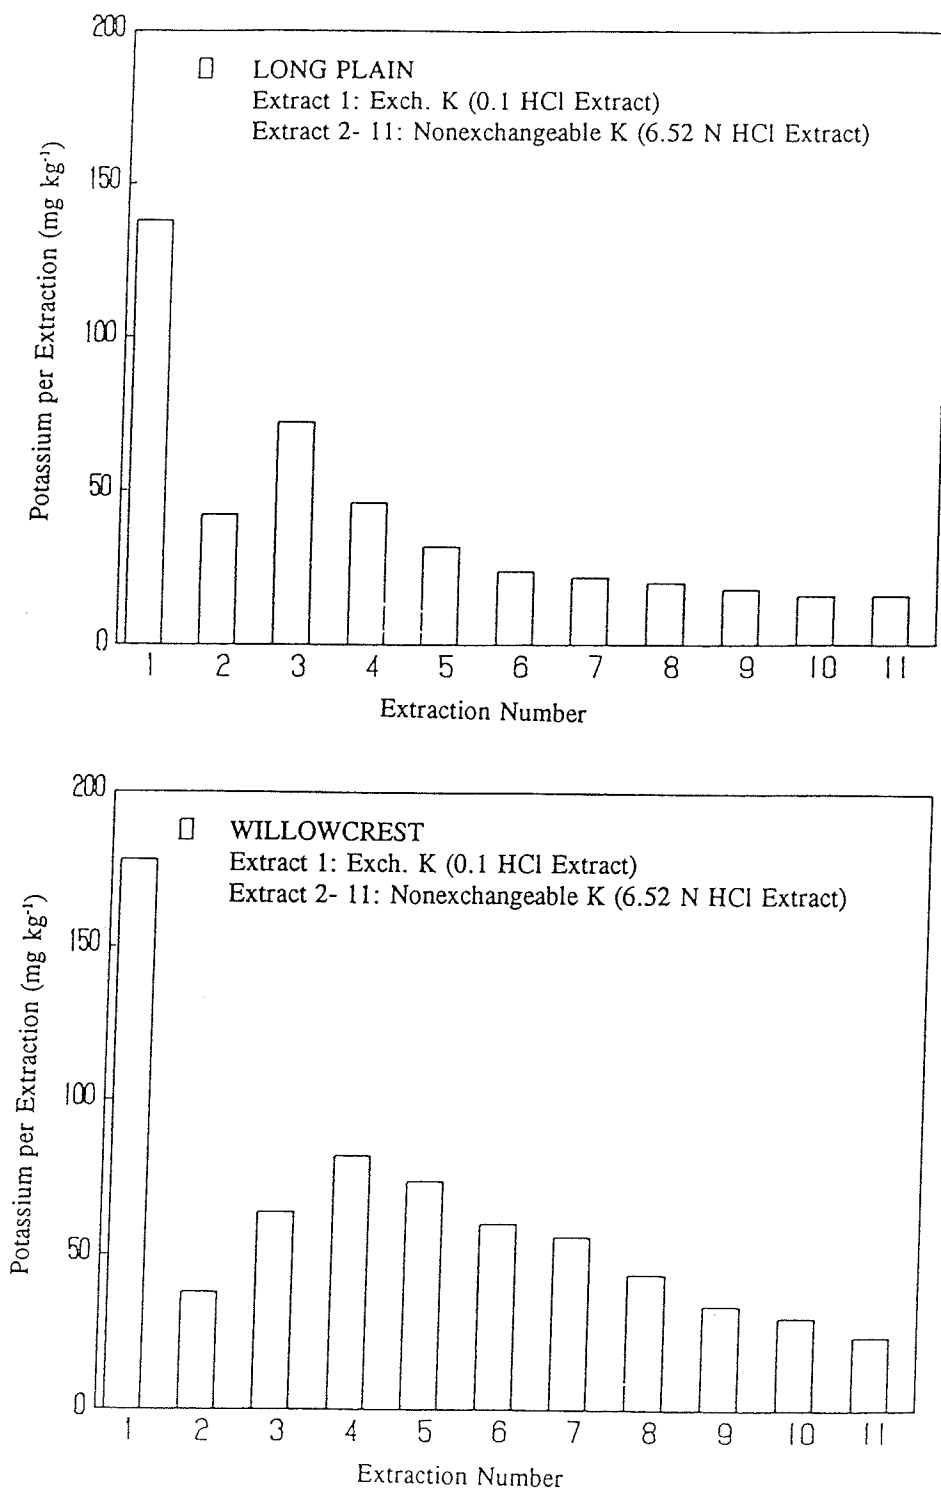 200
LONG PLAIN
Extract 1: Exch. K (0.1 HCl Extract)
Extract 2- 11: Nonexchangeable K (6.52 N HCl Extract)
150
100
50
0
Potassium per Extraction (mg kg⁻¹)
1 2 3 4 5 6 7 8 9 10 11
Extraction Number
200
WILLOWCREST
Extract 1: Exch. K (0.1 HCl Extract)
Extract 2- 11: Nonexchangeable K (6.52 N HCl Extract)
150
100
50
0
Potassium per Extraction (mg kg⁻¹)
1 2 3 4 5 6 7 8 9 10 11
Extraction Number